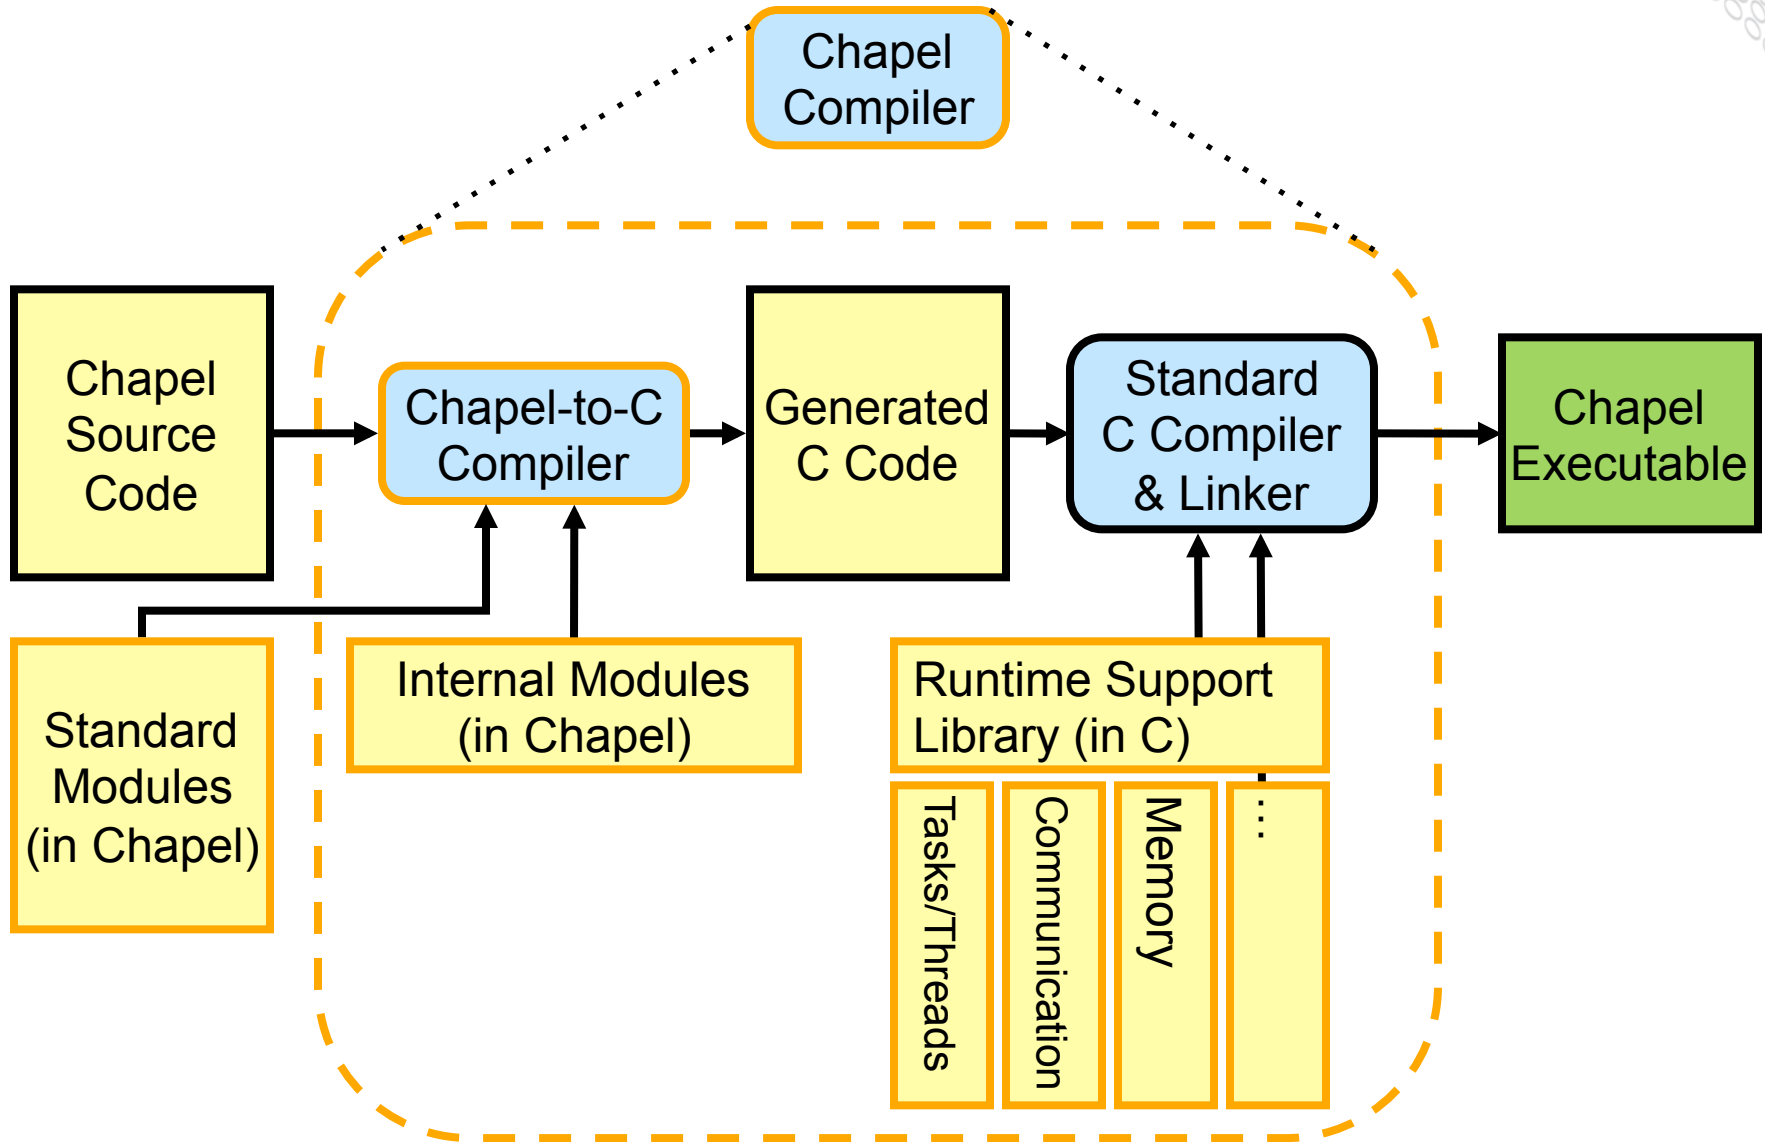 Chapel
Compiler
Chapel
Source
Code
Chapel-to-C
Compiler
Generated
C Code
Standard
C Compiler
& Linker
Chapel
Executable
Standard
Modules
(in Chapel)
Internal Modules
(in Chapel)
Runtime Support
Library (in C)
Tasks/Threads
Communication
Memory
...